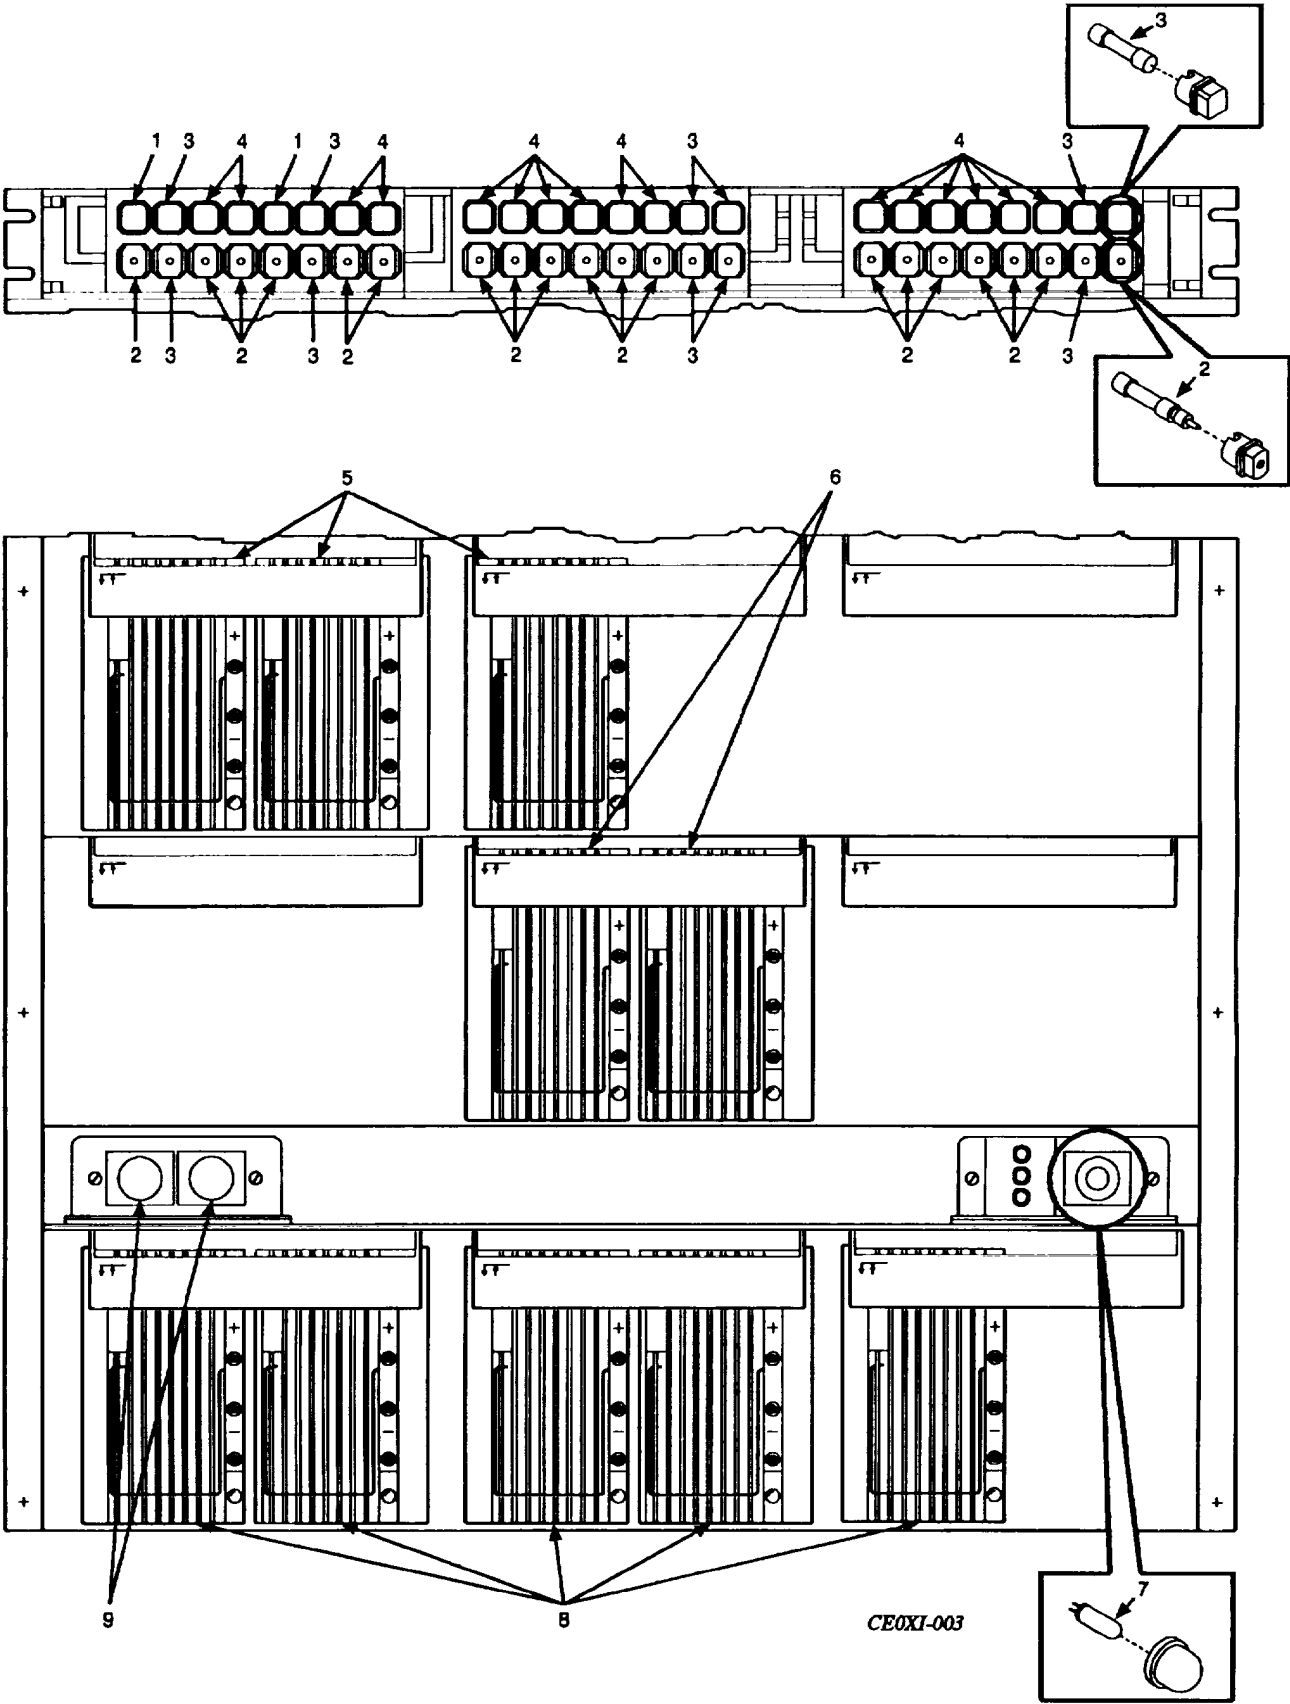 3
1 3 4 1 3 4 4 4 3 4 3
2 3 2 3 2 2 2 3 2 2 3
2
5 6
+ +
+ + +
− − −
+ +
+ +
− −
+ + + + +
− − − − −
+ +
9 8
CE0XI-003
7